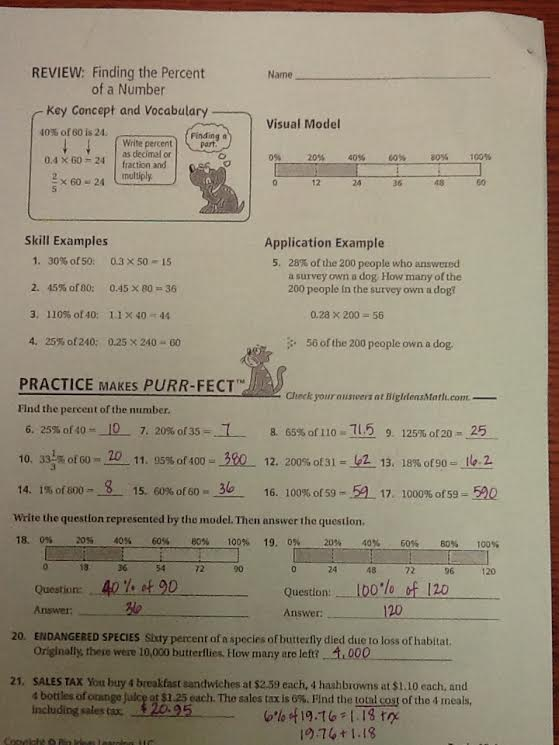 REVIEW: Finding the Percent of a Number
Name
Key Concept and Vocabulary
40% of 60 is 24.
0.4 × 60 = 24
2/5 × 60 = 24
Write percent as decimal or fraction and multiply.
Finding a part.
Visual Model
0% 20% 40% 60% 80% 100%
0 12 24 36 48 60
Skill Examples
1. 30% of 50: 0.3 × 50 = 15
2. 45% of 80: 0.45 × 80 = 36
3. 110% of 40: 1.1 × 40 = 44
4. 25% of 240: 0.25 × 240 = 60
Application Example
5. 28% of the 200 people who answered
a survey own a dog. How many of the
200 people in the survey own a dog?
0.28 × 200 = 56
56 of the 200 people own a dog.
PRACTICE MAKES PURR-FECT™
Check your answers at BigIdeasMath.com.
Find the percent of the number.
6. 25% of 40 = 10 7. 20% of 35 = 7 8. 65% of 110 = 71.5 9. 125% of 20 = 25
10. 33 1/3% of 60 = 20 11. 95% of 400 = 380 12. 200% of 31 = 62 13. 18% of 90 = 16.2
14. 1% of 800 = 8 15. 60% of 60 = 36 16. 100% of 59 = 59 17. 1000% of 59 = 590
Write the question represented by the model. Then answer the question.
18. 0% 20% 40% 60% 80% 100%
0 18 36 54 72 90
Question: 40% of 90
Answer: 36
19. 0% 20% 40% 60% 80% 100%
0 24 48 72 96 120
Question: 100% of 120
Answer: 120
20. ENDANGERED SPECIES Sixty percent of a species of butterfly died due to loss of habitat.
Originally, there were 10,000 butterflies. How many are left? 4,000
21. SALES TAX You buy 4 breakfast sandwiches at $2.59 each, 4 hashbrowns at $1.10 each, and
4 bottles of orange juice at $1.25 each. The sales tax is 6%. Find the total cost of the 4 meals,
including sales tax. $20.95
6% of 19.76 = 1.18 tax
19.76 + 1.18
Copyright © Big Ideas Learning, LLC